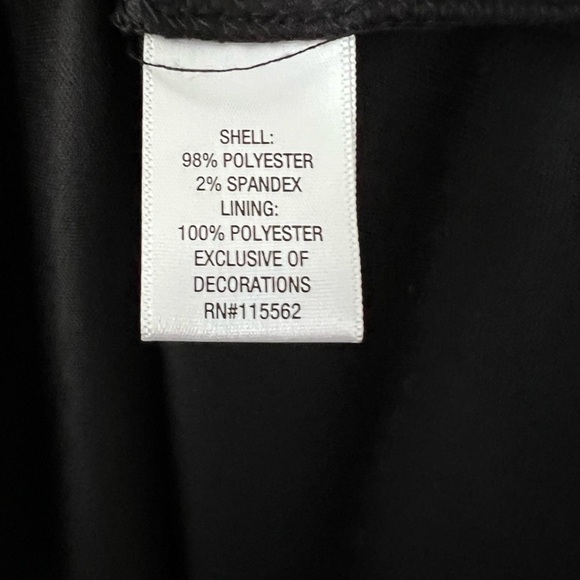 SHELL:
98% POLYESTER
2% SPANDEX
LINING:
100% POLYESTER
EXCLUSIVE OF
DECORATIONS
RN#115562